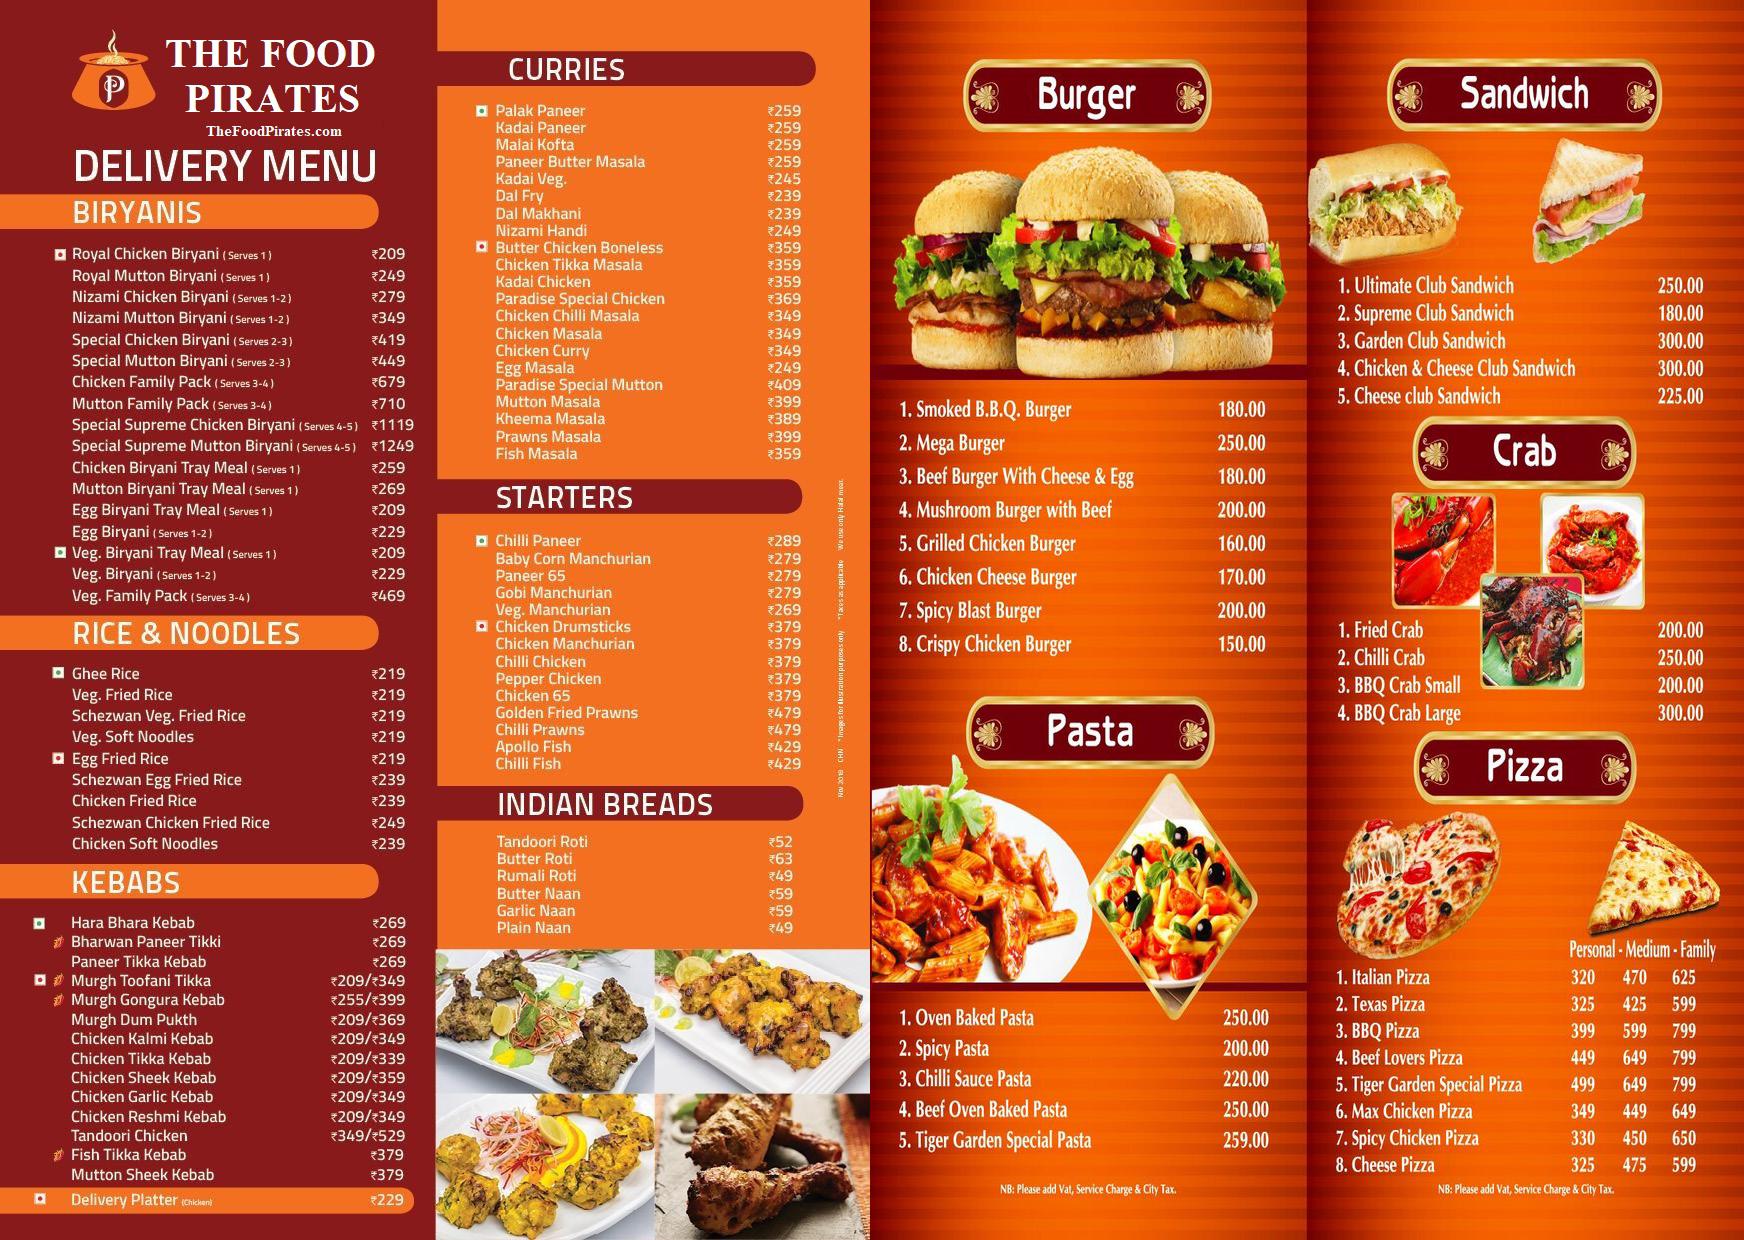 P
THE FOOD
PIRATES
TheFoodPirates.com
DELIVERY MENU
BIRYANIS
Royal Chicken Biryani ( Serves 1 ) ₹209
Royal Mutton Biryani ( Serves 1 ) ₹249
Nizami Chicken Biryani ( Serves 1-2 ) ₹279
Nizami Mutton Biryani ( Serves 1-2 ) ₹349
Special Chicken Biryani ( Serves 2-3 ) ₹419
Special Mutton Biryani ( Serves 2-3 ) ₹449
Chicken Family Pack ( Serves 3-4 ) ₹679
Mutton Family Pack ( Serves 3-4 ) ₹710
Special Supreme Chicken Biryani ( Serves 4-5 ) ₹1119
Special Supreme Mutton Biryani ( Serves 4-5 ) ₹1249
Chicken Biryani Tray Meal ( Serves 1 ) ₹259
Mutton Biryani Tray Meal ( Serves 1 ) ₹269
Egg Biryani Tray Meal ( Serves 1 ) ₹209
Egg Biryani ( Serves 1-2 ) ₹229
Veg. Biryani Tray Meal ( Serves 1 ) ₹209
Veg. Biryani ( Serves 1-2 ) ₹229
Veg. Family Pack ( Serves 3-4 ) ₹469
RICE & NOODLES
Ghee Rice ₹219
Veg. Fried Rice ₹219
Schezwan Veg. Fried Rice ₹219
Veg. Soft Noodles ₹219
Egg Fried Rice ₹219
Schezwan Egg Fried Rice ₹239
Chicken Fried Rice ₹239
Schezwan Chicken Fried Rice ₹249
Chicken Soft Noodles ₹239
KEBABS
Hara Bhara Kebab ₹269
Bharwan Paneer Tikki ₹269
Paneer Tikka Kebab ₹269
Murgh Toofani Tikka ₹209/₹349
Murgh Gongura Kebab ₹255/₹399
Murgh Dum Pukth ₹209/₹369
Chicken Kalmi Kebab ₹209/₹349
Chicken Tikka Kebab ₹209/₹339
Chicken Sheek Kebab ₹209/₹359
Chicken Garlic Kebab ₹209/₹349
Chicken Reshmi Kebab ₹209/₹349
Tandoori Chicken ₹349/₹529
Fish Tikka Kebab ₹379
Mutton Sheek Kebab ₹379
Delivery Platter (Chicken) ₹229
CURRIES
Palak Paneer ₹259
Kadai Paneer ₹259
Malai Kofta ₹259
Paneer Butter Masala ₹259
Kadai Veg. ₹245
Dal Fry ₹239
Dal Makhani ₹239
Nizami Handi ₹249
Butter Chicken Boneless ₹359
Chicken Tikka Masala ₹359
Kadal Chicken ₹359
Paradise Special Chicken ₹369
Chicken Chilli Masala ₹349
Chicken Masala ₹349
Chicken Curry ₹349
Egg Masala ₹249
Paradise Special Mutton ₹409
Mutton Masala ₹399
Kheema Masala ₹389
Prawns Masala ₹399
Fish Masala ₹359
STARTERS
Chilli Paneer ₹289
Baby Corn Manchurian ₹279
Paneer 65 ₹279
Gobi Manchurian ₹279
Veg. Manchurian ₹269
Chicken Drumsticks ₹379
Chicken Manchurian ₹379
Chilli Chicken ₹379
Pepper Chicken ₹379
Chicken 65 ₹379
Golden Fried Prawns ₹479
Chilli Prawns ₹479
Apollo Fish ₹429
Chilli Fish ₹429
INDIAN BREADS
Tandoori Roti ₹52
Butter Roti ₹63
Rumali Roti ₹49
Butter Naan ₹59
Garlic Naan ₹59
Plain Naan ₹49
CHN *Images for illustration purposes only *Taxes as applicable We use only Halal meat.
Burger
1. Smoked B.B.Q. Burger 180.00
2. Mega Burger 250.00
3. Beef Burger With Cheese & Egg 180.00
4. Mushroom Burger with Beef 200.00
5. Grilled Chicken Burger 160.00
6. Chicken Cheese Burger 170.00
7. Spicy Blast Burger 200.00
8. Crispy Chicken Burger 150.00
Pasta
1. Oven Baked Pasta 250.00
2. Spicy Pasta 200.00
3. Chilli Sauce Pasta 220.00
4. Beef Oven Baked Pasta 250.00
5. Tiger Garden Special Pasta 259.00
NB: Please add Vat, Service Charge & City Tax.
Sandwich
1. Ultimate Club Sandwich 250.00
2. Supreme Club Sandwich 180.00
3. Garden Club Sandwich 300.00
4. Chicken & Cheese Club Sandwich 300.00
5. Cheese club Sandwich 225.00
Crab
1. Fried Crab 200.00
2. Chilli Crab 250.00
3. BBQ Crab Small 200.00
4. BBQ Crab Large 300.00
Pizza
Personal - Medium - Family
1. Italian Pizza 320 470 625
2. Texas Pizza 325 425 599
3. BBQ Pizza 399 599 799
4. Beef Lovers Pizza 449 649 799
5. Tiger Garden Special Pizza 499 649 799
6. Max Chicken Pizza 349 449 649
7. Spicy Chicken Pizza 330 450 650
8. Cheese Pizza 325 475 599
NB: Please add Vat, Service Charge & City Tax.